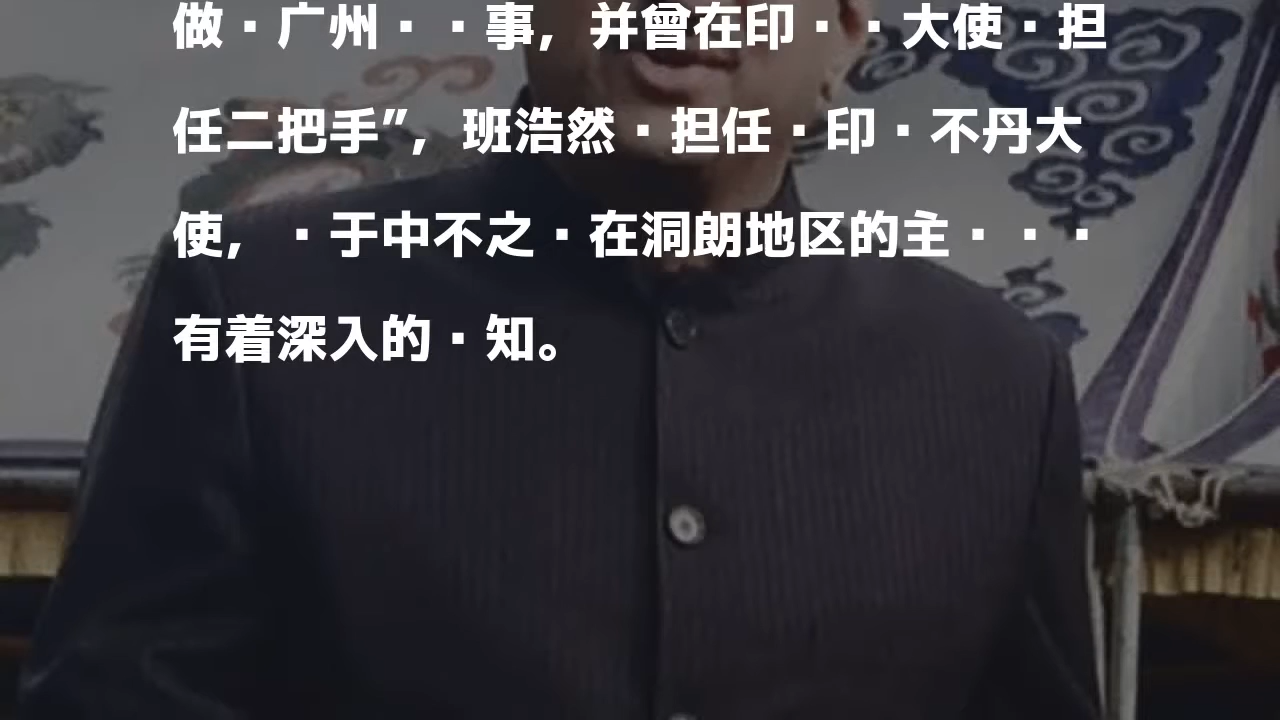 做·广州··事，并曾在印··大使·担
任二把手”，班浩然·担任·印·不丹大
使，·于中不之·在洞朗地区的主···
有着深入的·知。